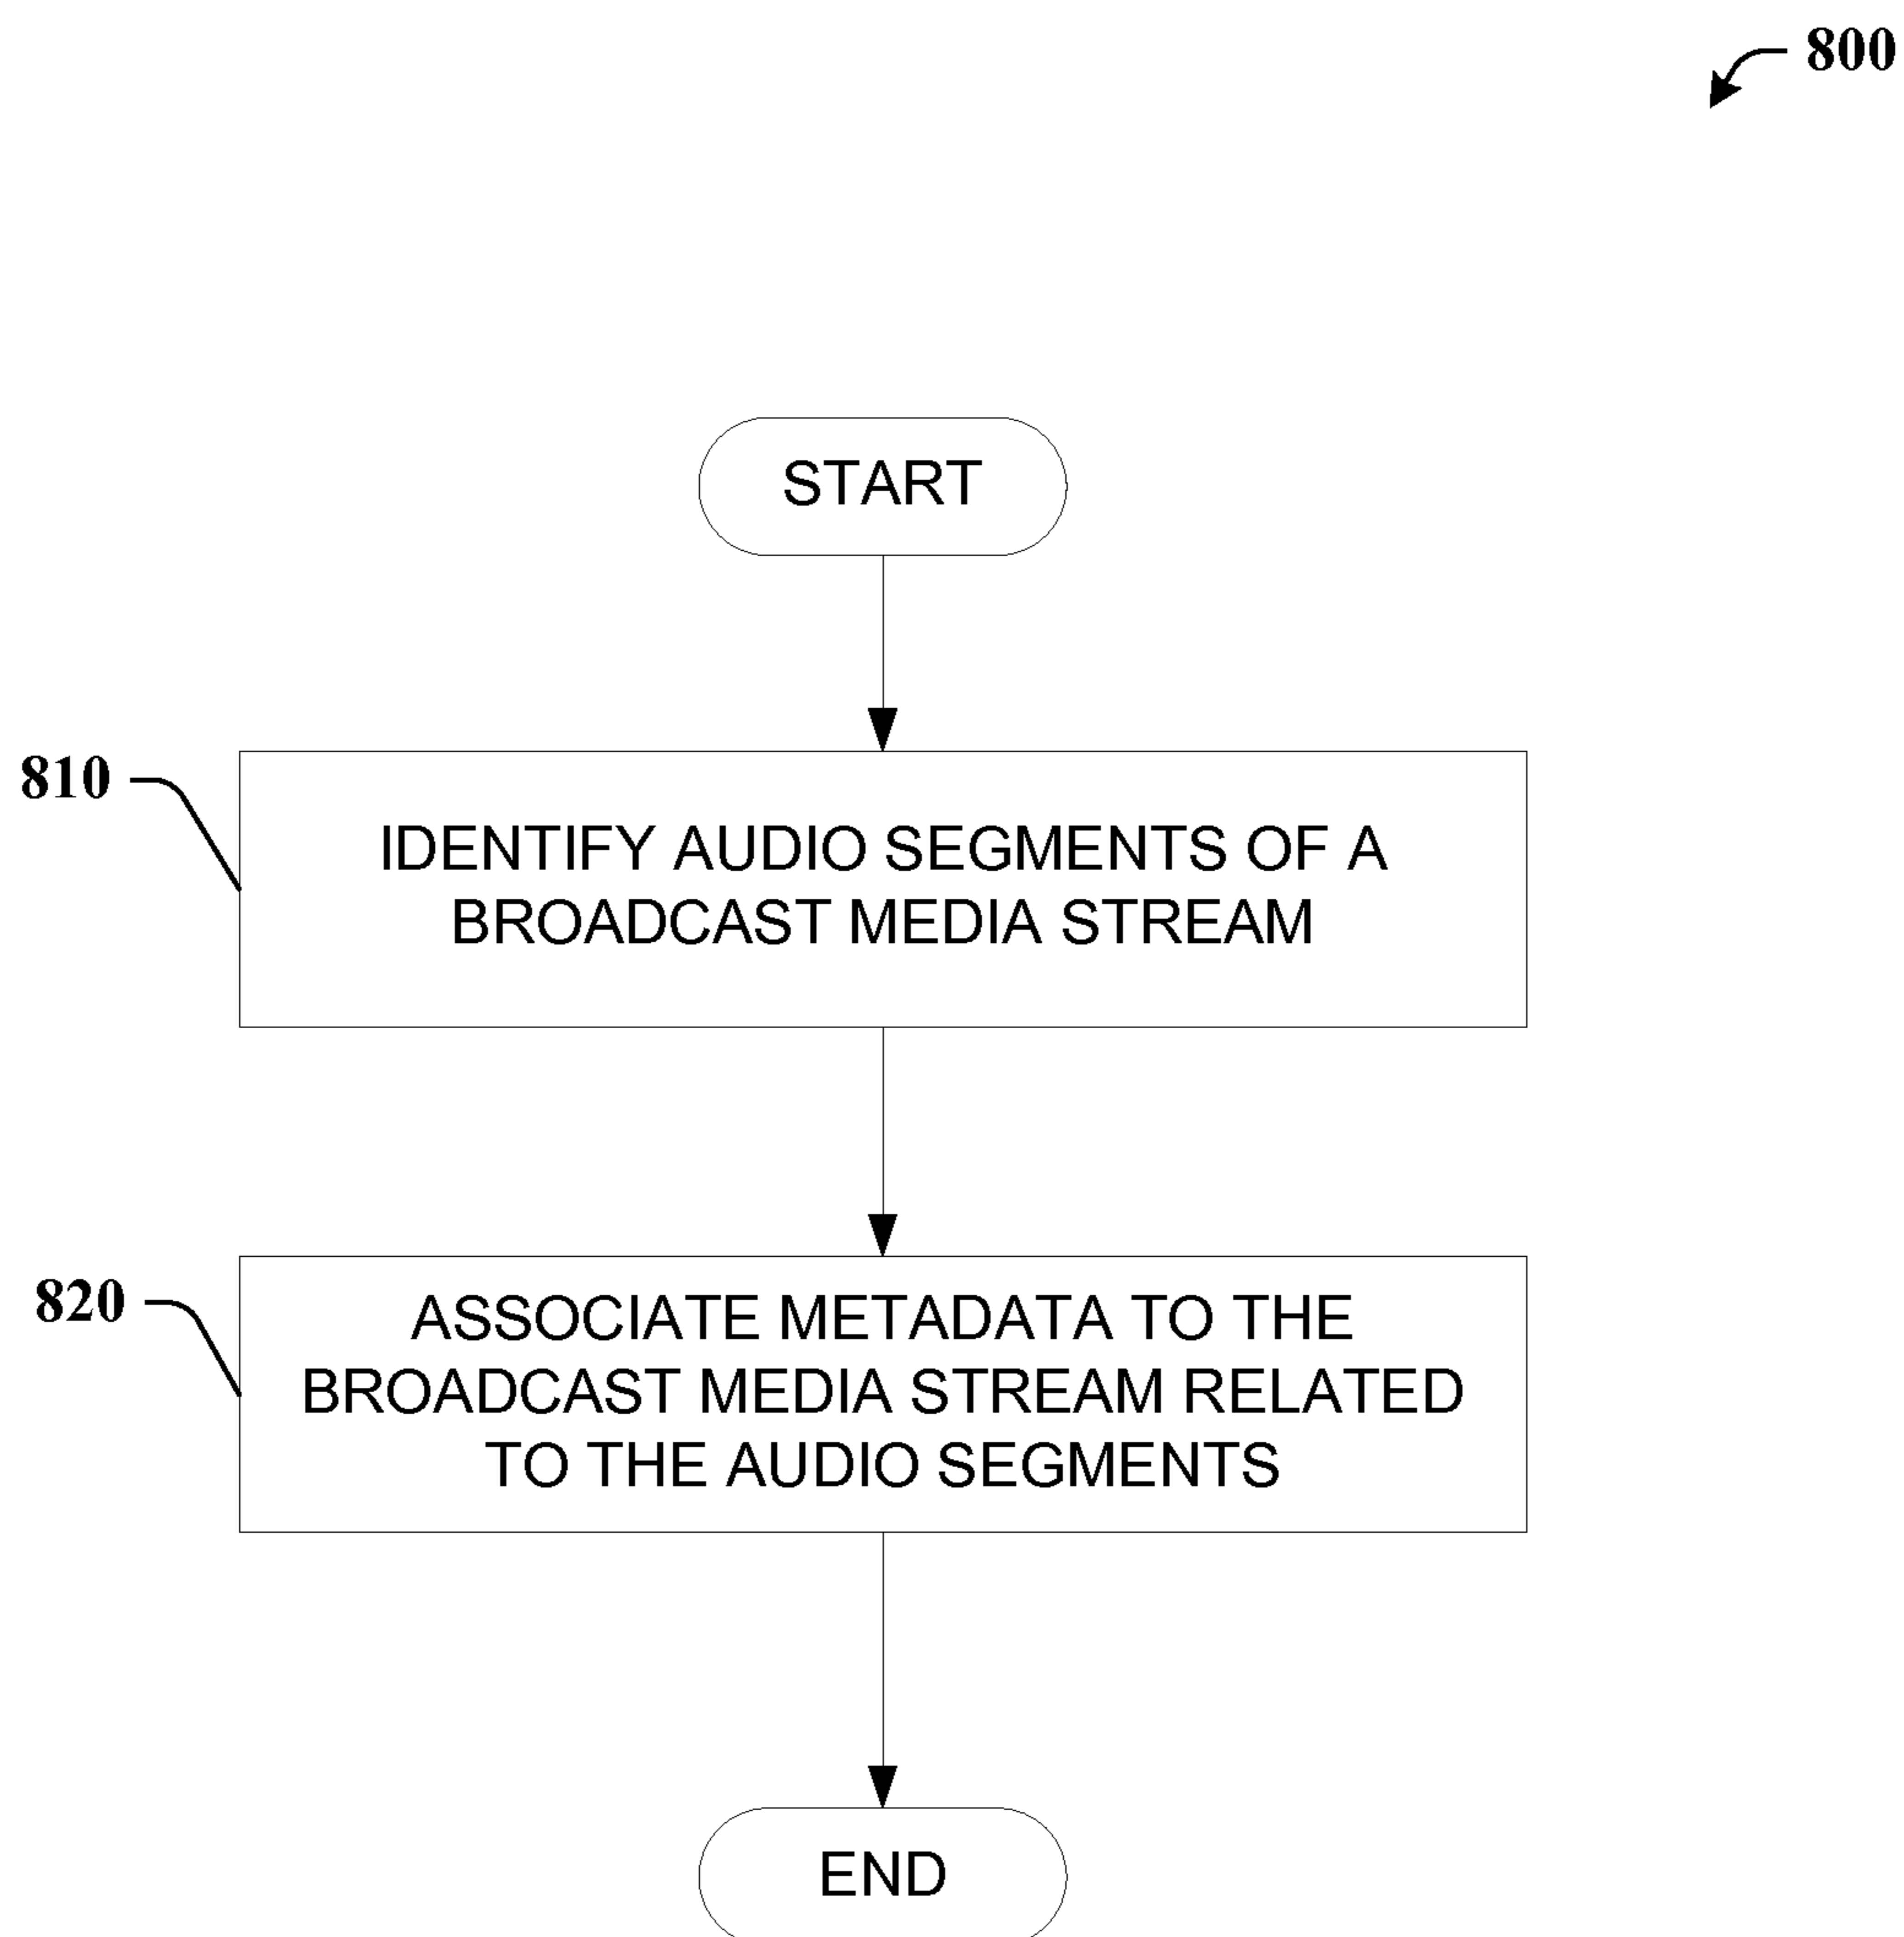 800
START
810
IDENTIFY AUDIO SEGMENTS OF A
BROADCAST MEDIA STREAM
820
ASSOCIATE METADATA TO THE
BROADCAST MEDIA STREAM RELATED
TO THE AUDIO SEGMENTS
END